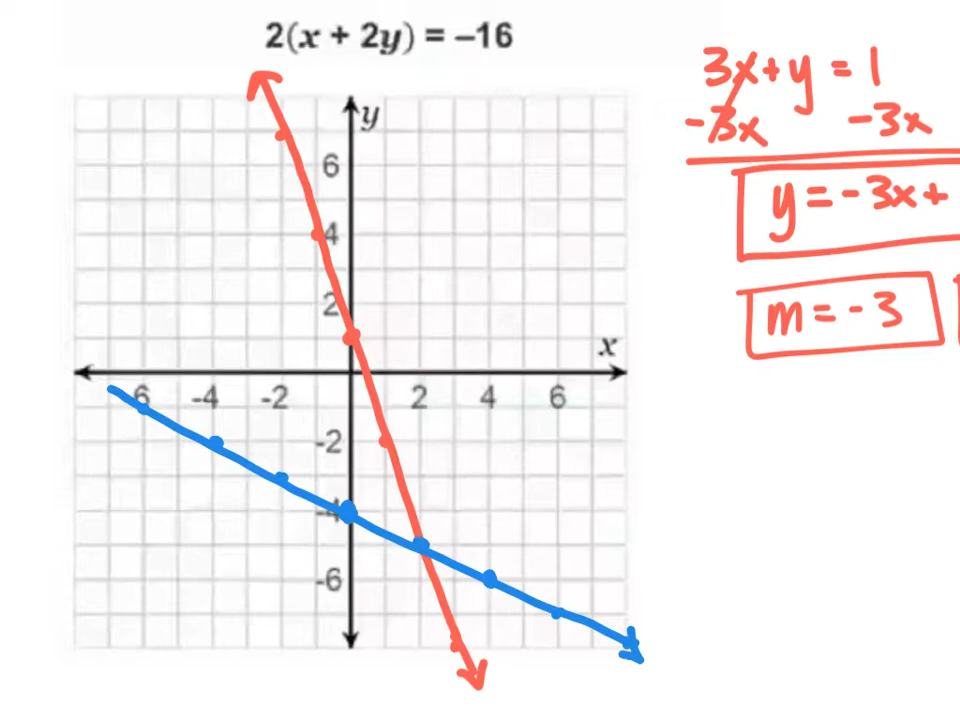 2(x + 2y) = –16
3x + y = 1
-3x -3x
y = -3x +
m = -3
y
6
4
2
x
6 -4 -2 2 4 6
-2
-4
-6